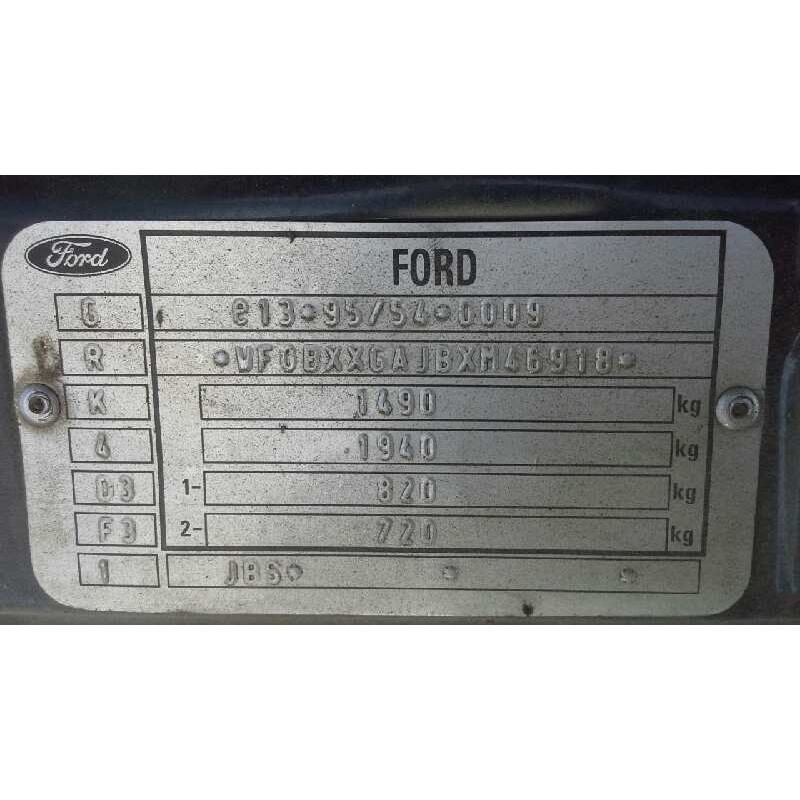 Ford
FORD
G e13*95/54*0009
R *WF0BXXGAJBXM46918*
K 1490 kg
4 1940 kg
D3 1- 820 kg
F3 2- 720 kg
1 JBS* * *